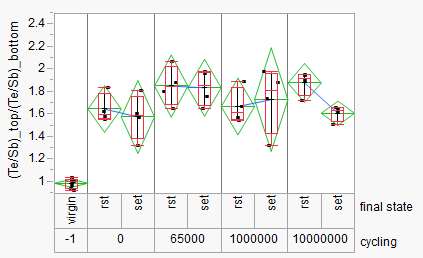 (Te/Sb)_top/(Te/Sb)_bottom
2.4
2.2
2
1.8
1.6
1.4
1.2
1
virgin rst set rst set rst set rst set final state
-1 0 65000 1000000 10000000 cycling